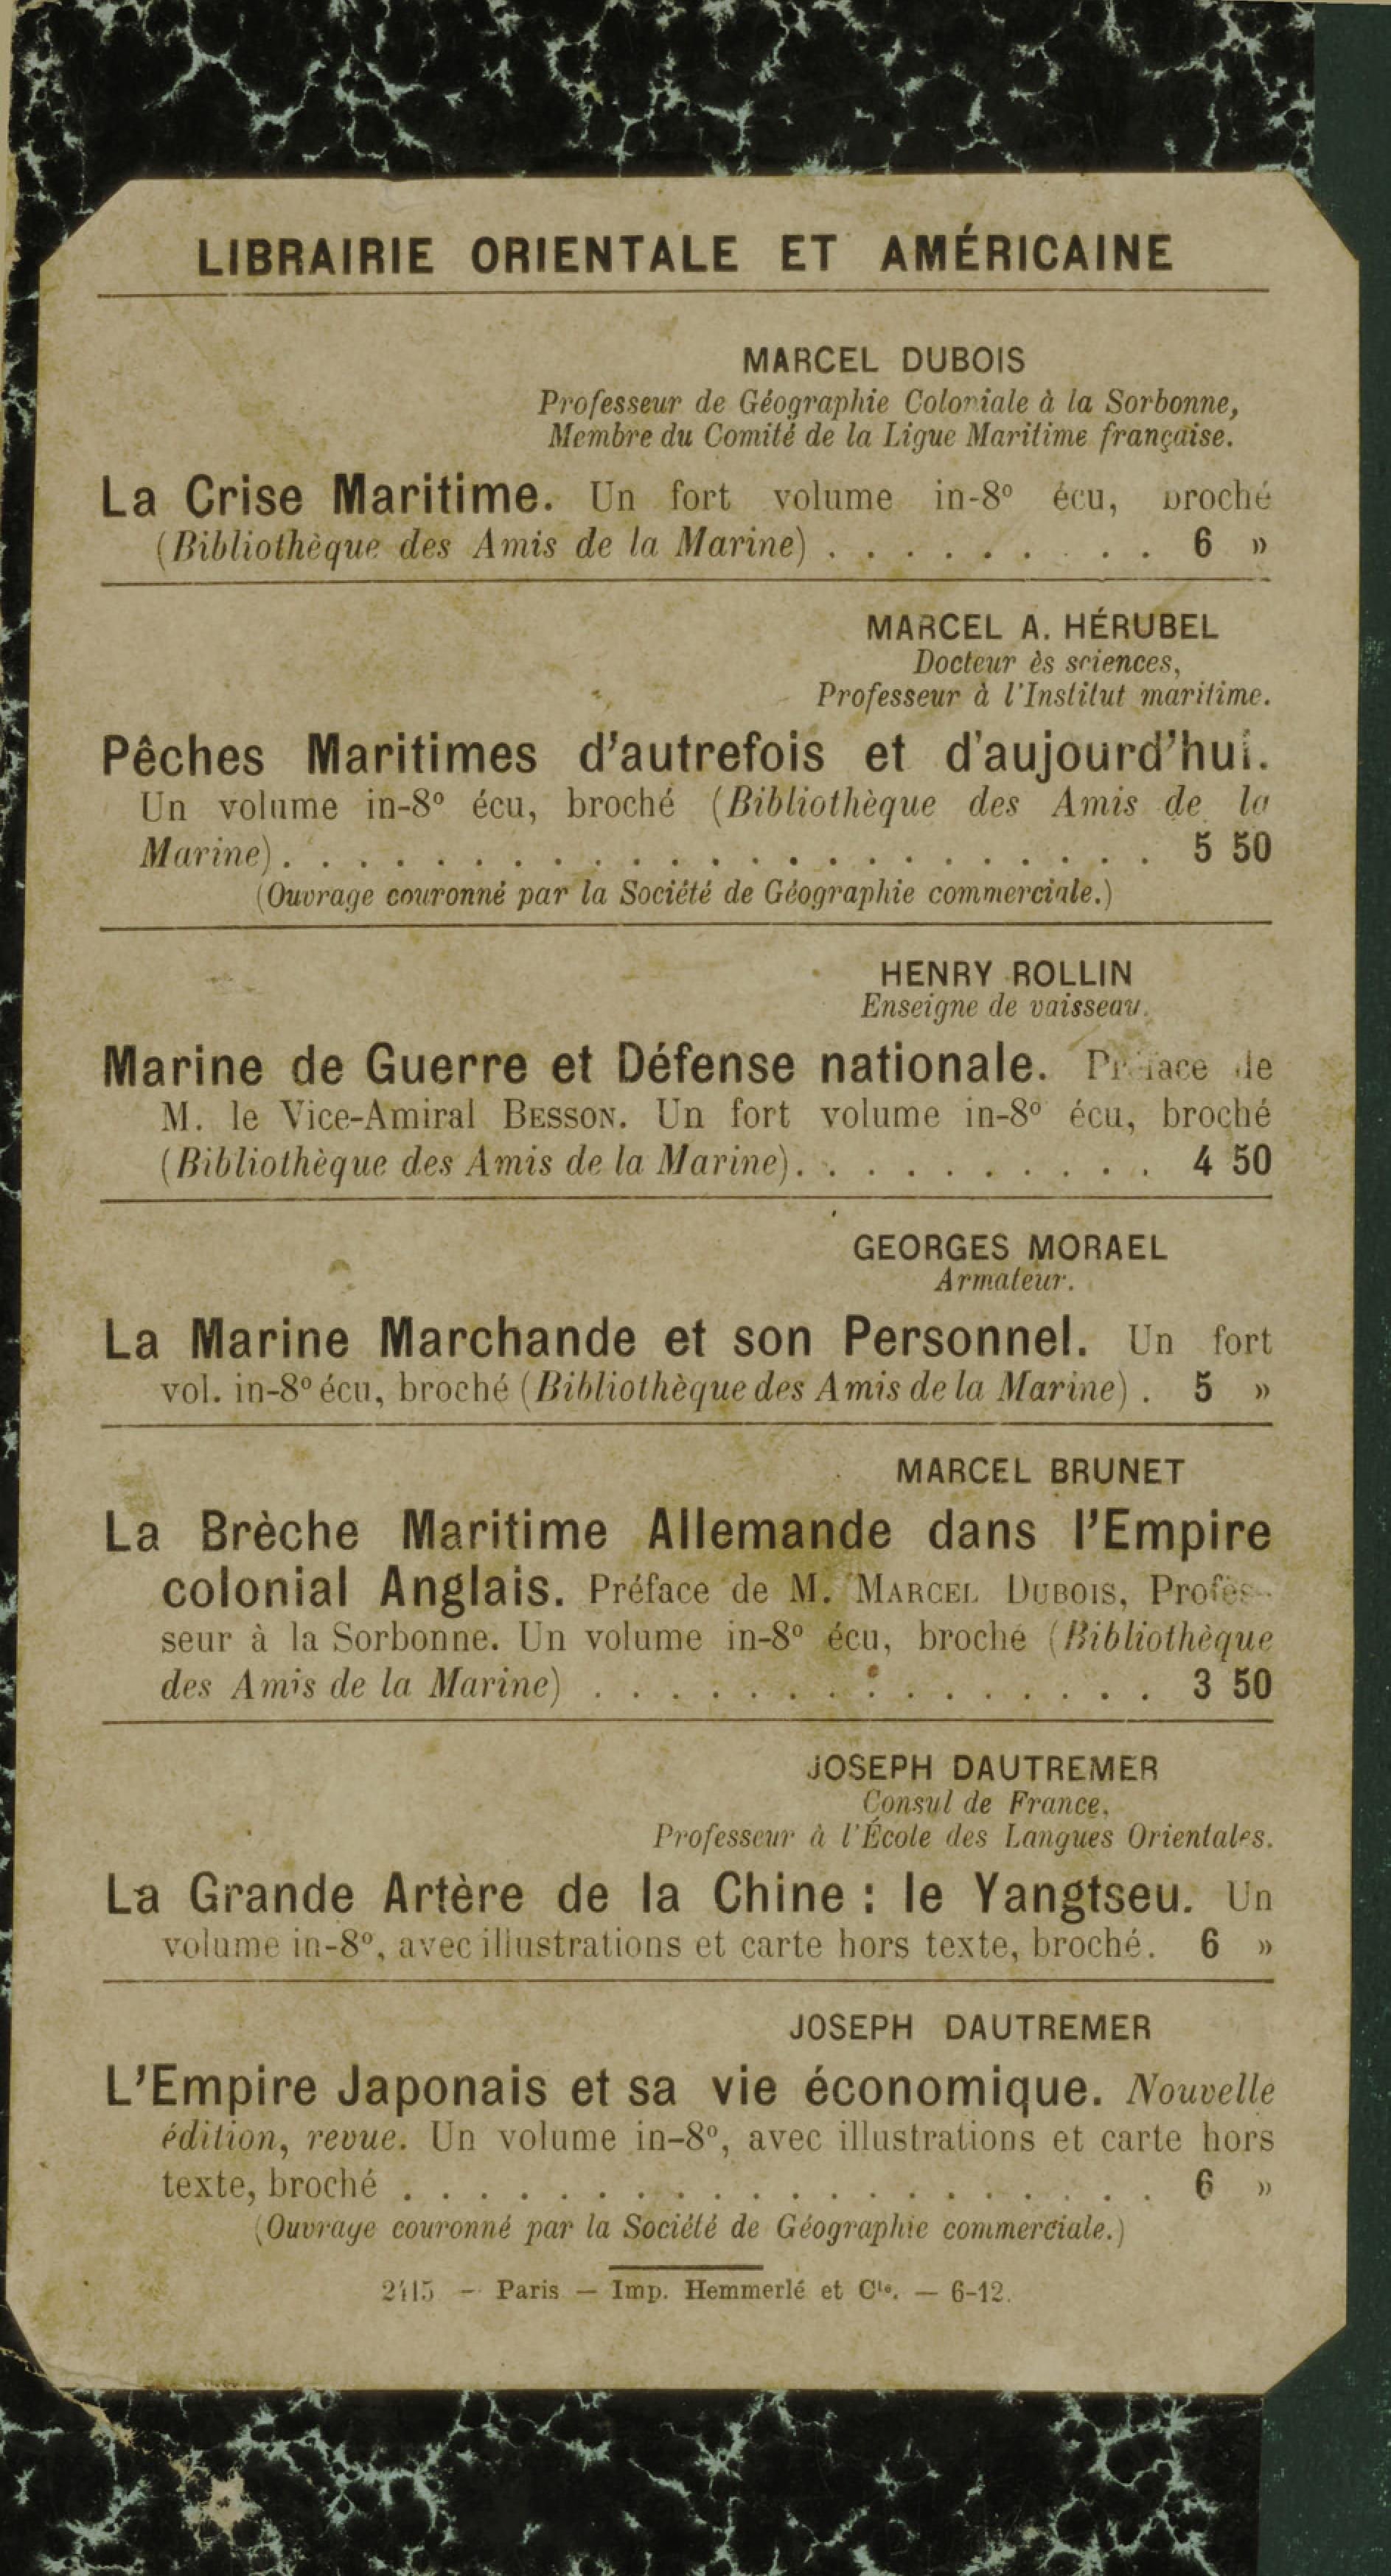 LIBRAIRIE ORIENTALE ET AMÉRICAINE
MARCEL DUBOIS
Professeur de Géographie Coloniale à la Sorbonne,
Membre du Comité de la Ligue Maritime française.
La Crise Maritime. Un fort volume in-8º écu, broché
(Bibliothèque des Amis de la Marine) . . . . . . . . . 6 »
MARCEL A. HÉRUBEL
Docteur ès sciences,
Professeur à l'Institut maritime.
Pêches Maritimes d'autrefois et d'aujourd'hui.
Un volume in-8º écu, broché (Bibliothèque des Amis de la
Marine) . . . . . . . . . . . . . . . . . . . . . . . 5 50
(Ouvrage couronné par la Société de Géographie commerciale.)
HENRY ROLLIN
Enseigne de vaisseau.
Marine de Guerre et Défense nationale. Préface de
M. le Vice-Amiral BESSON. Un fort volume in-8º écu, broché
(Bibliothèque des Amis de la Marine). . . . . . . . . . 4 50
GEORGES MORAEL
Armateur.
La Marine Marchande et son Personnel. Un fort
vol. in-8º écu, broché (Bibliothèque des Amis de la Marine) . 5 »
MARCEL BRUNET
La Brèche Maritime Allemande dans l'Empire
colonial Anglais. Préface de M. MARCEL DUBOIS, Profes-
seur à la Sorbonne. Un volume in-8º écu, broché (Bibliothèque
des Amis de la Marine) . . . . . . . . . . . . . . . 3 50
JOSEPH DAUTREMER
Consul de France,
Professeur à l'École des Langues Orientales.
La Grande Artère de la Chine : le Yangtseu. Un
volume in-8º, avec illustrations et carte hors texte, broché. 6 »
JOSEPH DAUTREMER
L'Empire Japonais et sa vie économique. Nouvelle
édition, revue. Un volume in-8º, avec illustrations et carte hors
texte, broché . . . . . . . . . . . . . . . . . . . . 6 »
(Ouvrage couronné par la Société de Géographie commerciale.)
2415 — Paris — Imp. Hemmerlé et Cie. — 6-12.